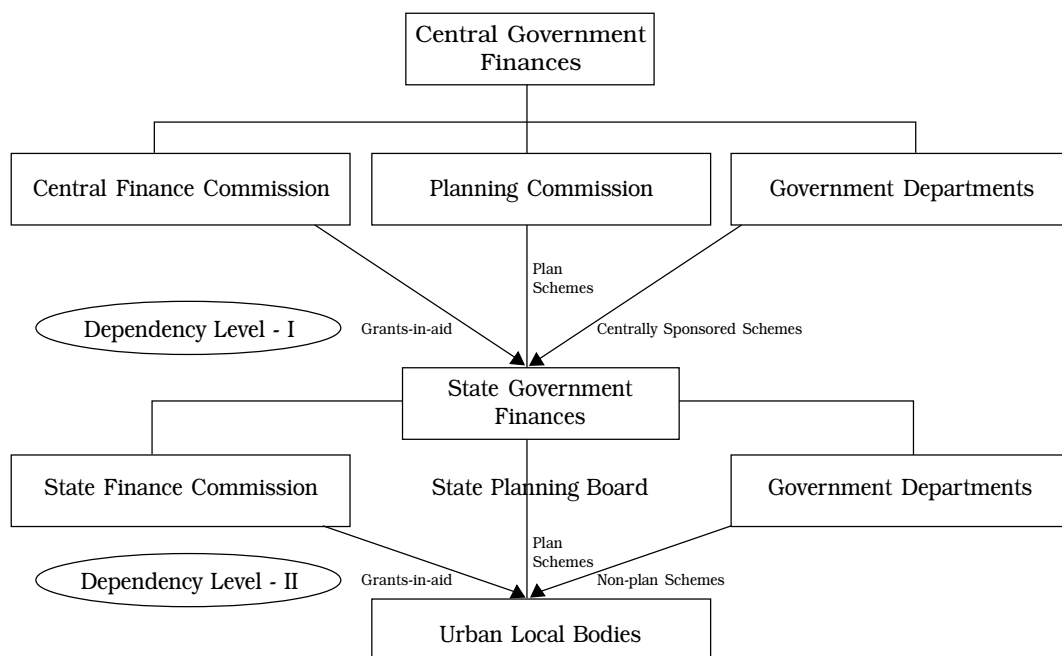 Central Government
Finances
Central Finance Commission
Planning Commission
Government Departments
Plan
Schemes
Dependency Level - I
Grants-in-aid
Centrally Sponsored Schemes
State Government
Finances
State Finance Commission
State Planning Board
Government Departments
Plan
Schemes
Dependency Level - II
Grants-in-aid
Non-plan Schemes
Urban Local Bodies